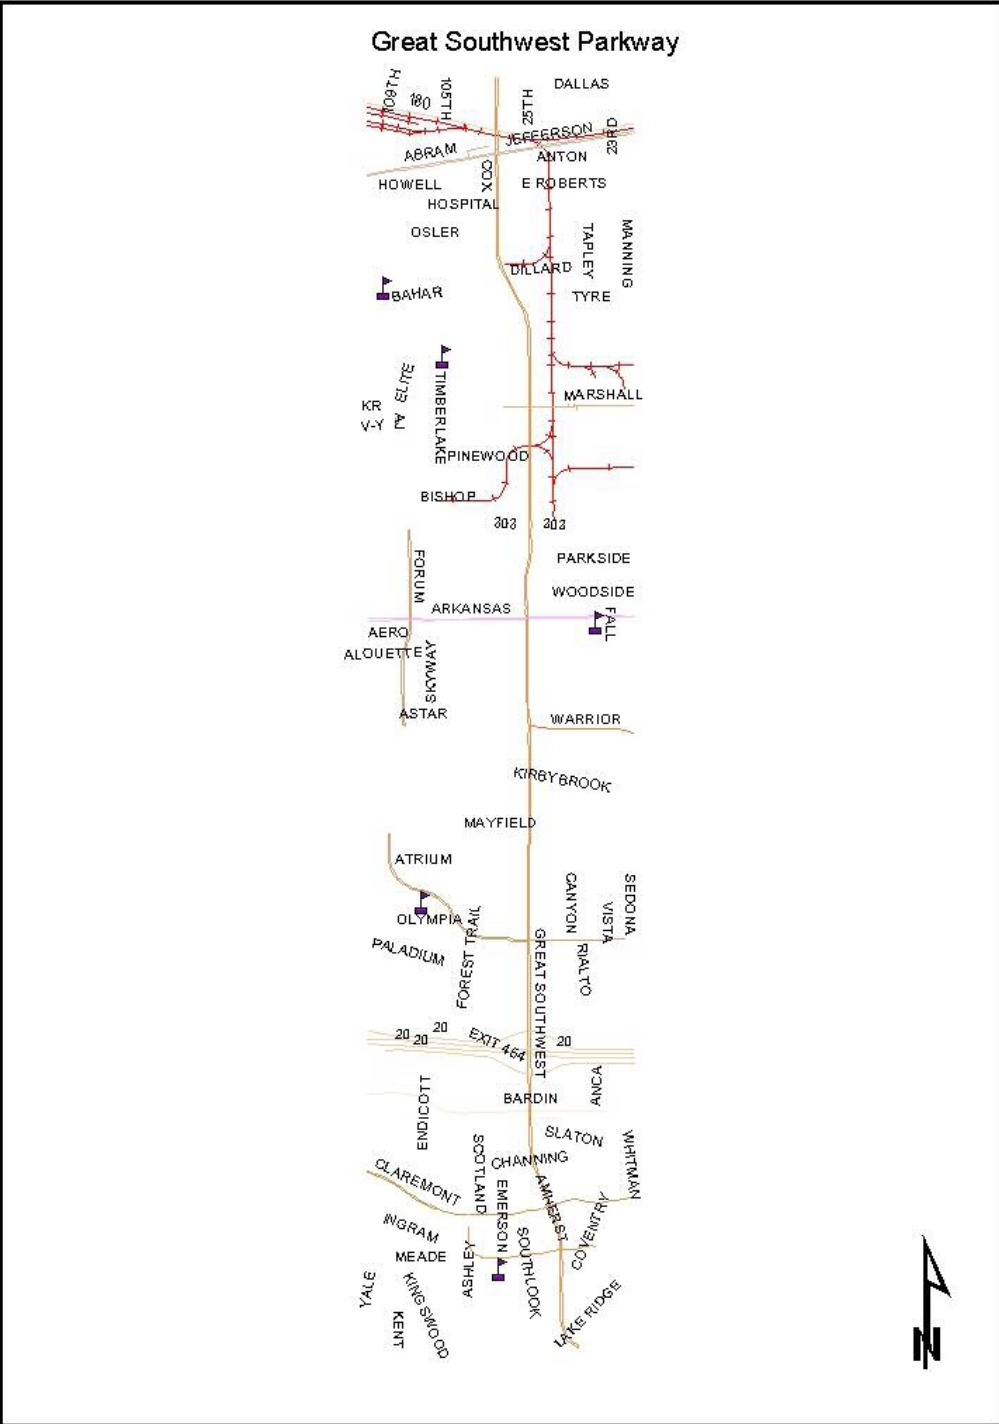 Great Southwest Parkway
DALLAS
109TH
180
105TH
25TH
JEFFERSON
23RD
ABRAM
ANTON
COX
HOWELL
E ROBERTS
HOSPITAL
OSLER
TAPLEY
MANNING
DILLARD
BAHAR
TYRE
ELITE
TIMBERLAKE
MARSHALL
KR
V-Y
PINEWOOD
BISHOP
303
303
FORUM
PARKSIDE
WOODSIDE
ARKANSAS
FALL
AERO
ALOUETTE
SKYWAY
ASTAR
WARRIOR
KIRBYBROOK
MAYFIELD
ATRIUM
CANYON
SEDONA
VISTA
OLYMPIA
FOREST TRAIL
PALADIUM
GREAT SOUTHWEST
RIALTO
20
20
20
EXIT 454
20
ANCA
ENDICOTT
BARDIN
SLATON
SCOTLAND
CHANNING
WHITMAN
CLAREMONT
EMERSON
AMHERST
COVENTRY
INGRAM
SOUTHLOOK
MEADE
ASHLEY
YALE
KINGSWOOD
KENT
LAKE RIDGE
N